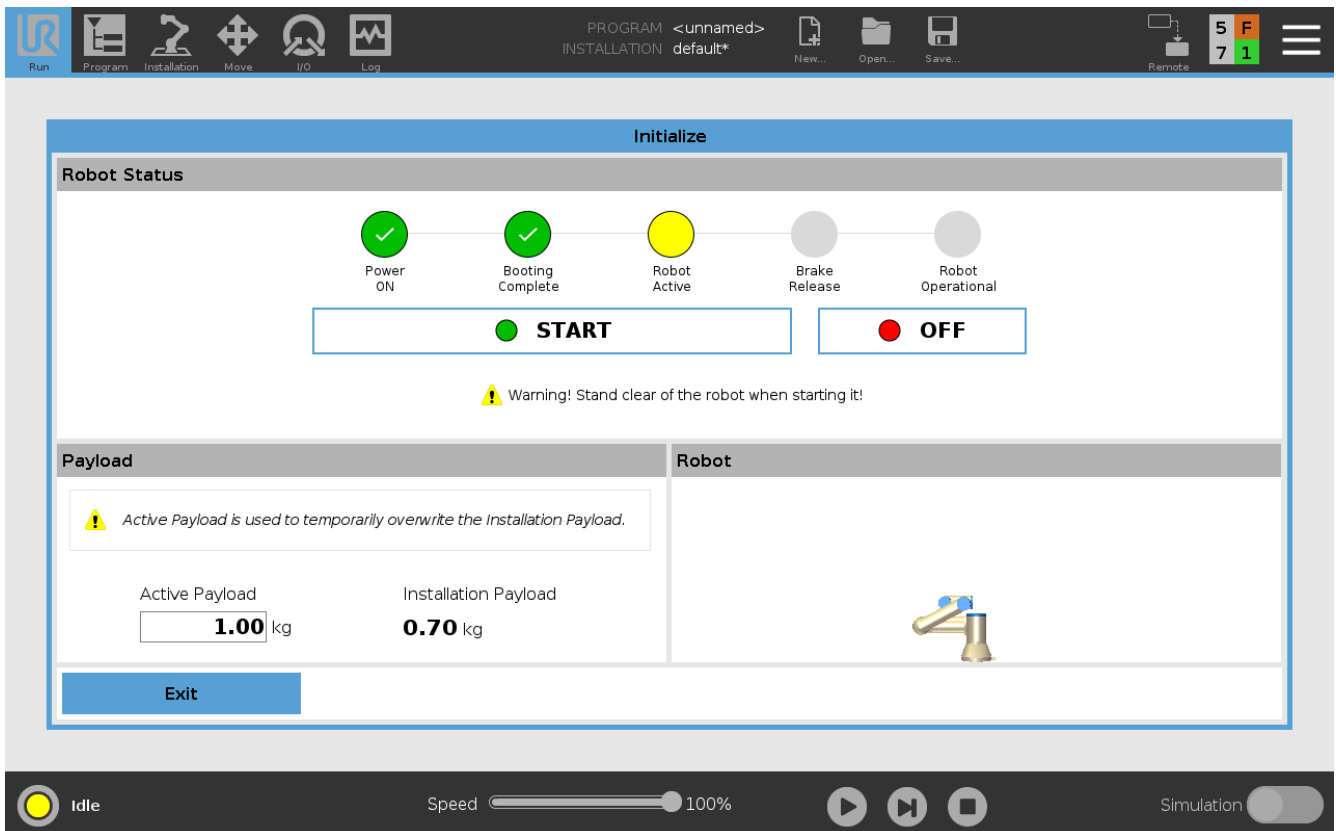 PROGRAM <unnamed>
INSTALLATION default*
UR
5 F
7 1
Run Program Installation Move I/O Log New... Open... Save... Remote
Initialize
Robot Status
Power ON
Booting Complete
Robot Active
Brake Release
Robot Operational
START
OFF
Warning! Stand clear of the robot when starting it!
Payload
Robot
Active Payload is used to temporarily overwrite the Installation Payload.
Active Payload
Installation Payload
1.00 kg
0.70 kg
Exit
Idle
Speed 100%
Simulation